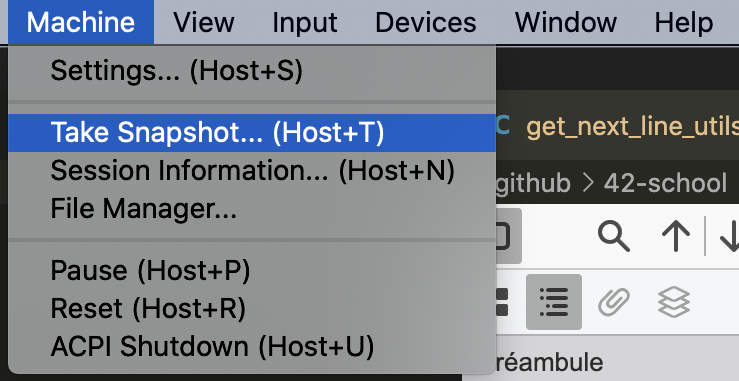 Machine View Input Devices Window Help
Settings... (Host+S)
Take Snapshot... (Host+T)
get_next_line_utils
Session Information... (Host+N)
github > 42-school
File Manager...
Pause (Host+P)
Reset (Host+R)
ACPI Shutdown (Host+U)
réambule